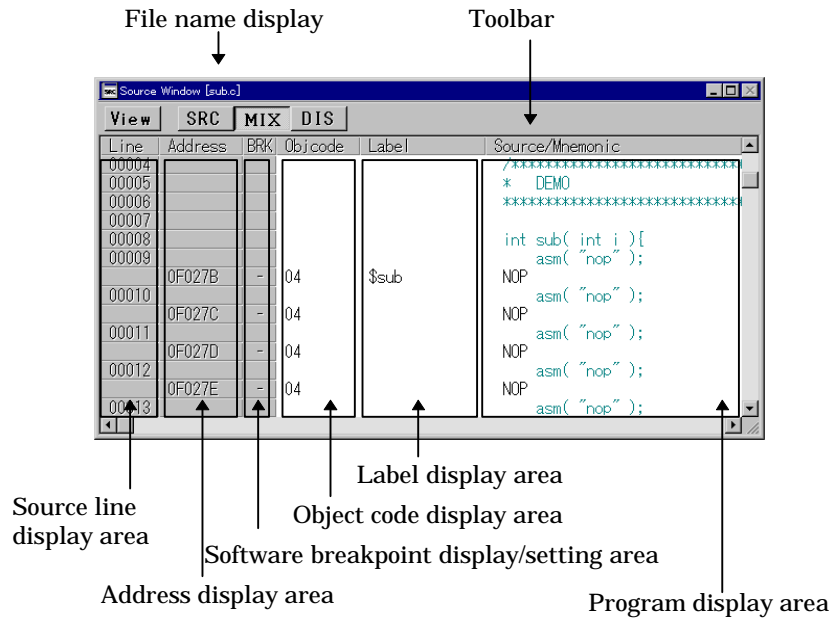 File name display Toolbar
SRC Source Window [sub.c]
View SRC MIX DIS
Line Address BRK Objcode Label Source/Mnemonic
00004 /****************************
00005 * DEMO
00006 ****************************
00007
00008 int sub( int i ){
00009 asm( "nop" );
0F027B - 04 $sub NOP
00010 asm( "nop" );
0F027C - 04 NOP
00011 asm( "nop" );
0F027D - 04 NOP
00012 asm( "nop" );
0F027E - 04 NOP
00013 asm( "nop" );
Label display area
Source line
display area
Object code display area
Software breakpoint display/setting area
Address display area
Program display area